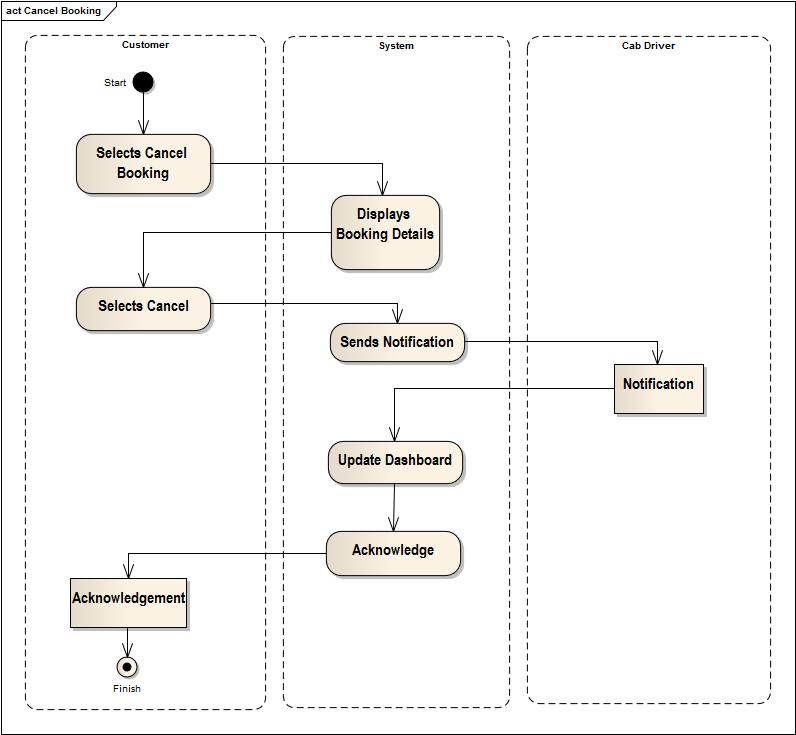 act Cancel Booking
Customer
System
Cab Driver
Start
Selects Cancel
Booking
Displays
Booking Details
Selects Cancel
Sends Notification
Notification
Update Dashboard
Acknowledge
Acknowledgement
Finish